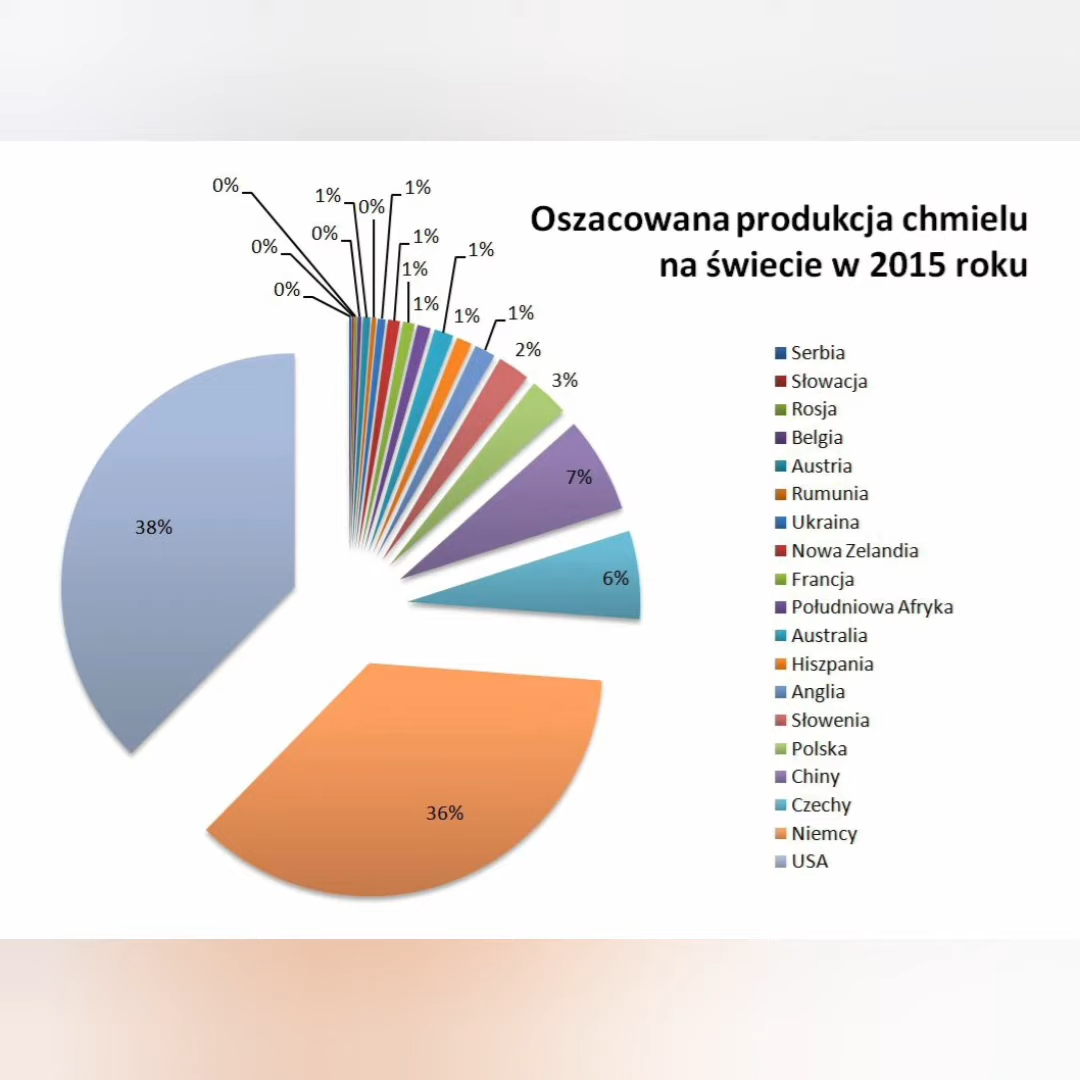 Oszacowana produkcja chmielu
na świecie w 2015 roku
0%
0%
0%
0%
1%
0%
1%
1%
1%
1%
1%
1%
1%
2%
3%
7%
6%
36%
38%
Serbia
Słowacja
Rosja
Belgia
Austria
Rumunia
Ukraina
Nowa Zelandia
Francja
Południowa Afryka
Australia
Hiszpania
Anglia
Słowenia
Polska
Chiny
Czechy
Niemcy
USA